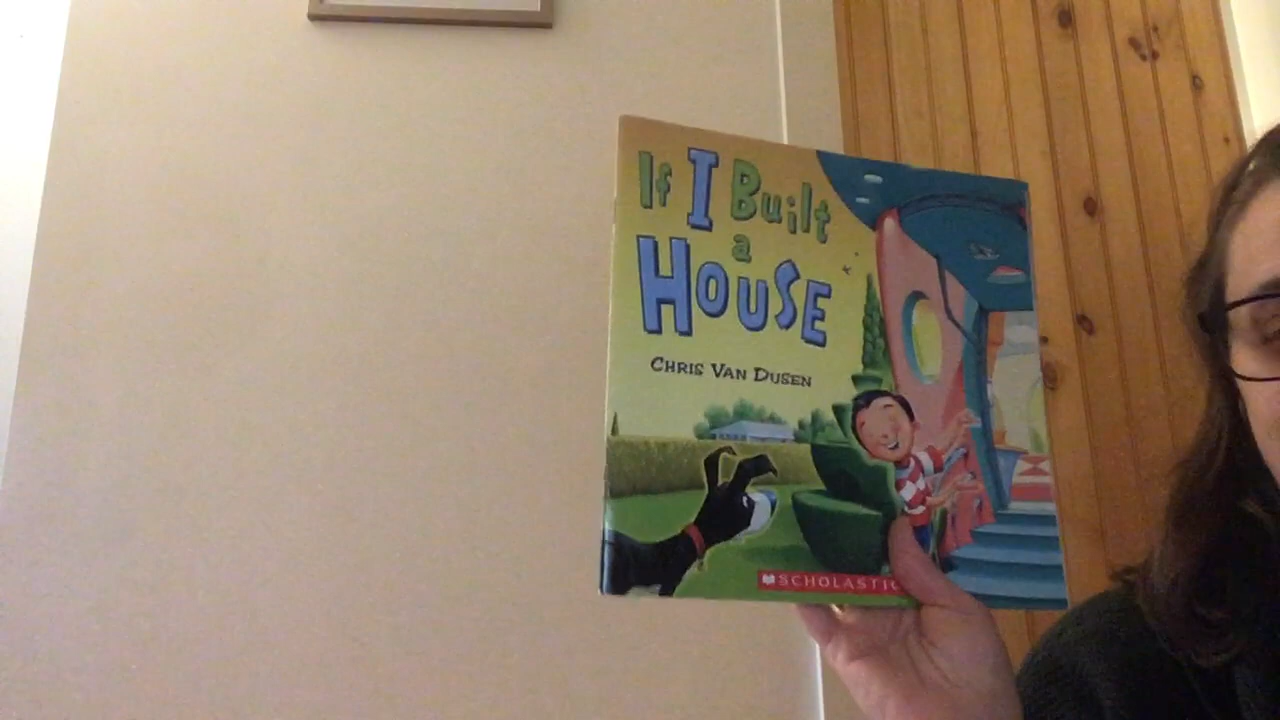 If I Built
a
HOUSE
CHRIS VAN DUSEN
SCHOLASTIC